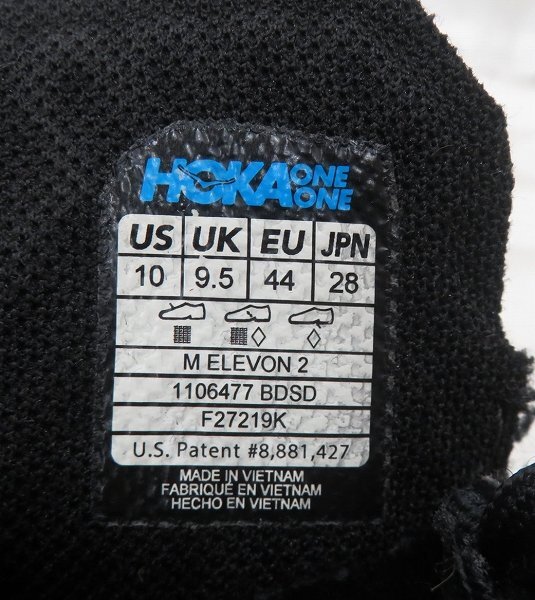 HOKA ONE ONE
US UK EU JPN
10 9.5 44 28
M ELEVON 2
1106477 BDSD
F27219K
U.S. Patent #8,881,427
MADE IN VIETNAM
FABRIQUÉ EN VIETNAM
HECHO EN VIETNAM